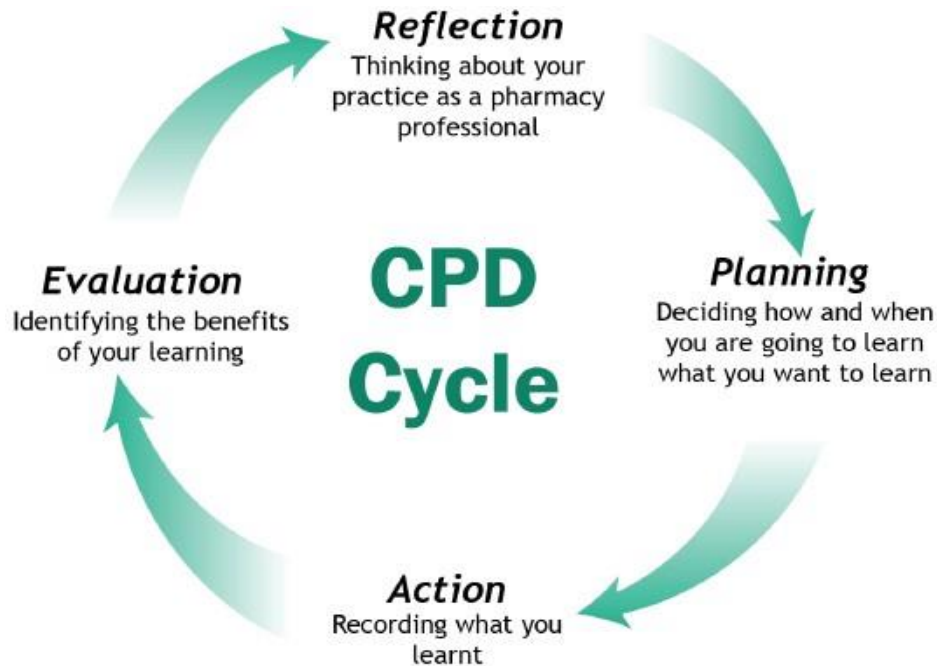 Reflection
Thinking about your
practice as a pharmacy
professional
Planning
Deciding how and when
you are going to learn
what you want to learn
Action
Recording what you
learnt
Evaluation
Identifying the benefits
of your learning
CPD
Cycle